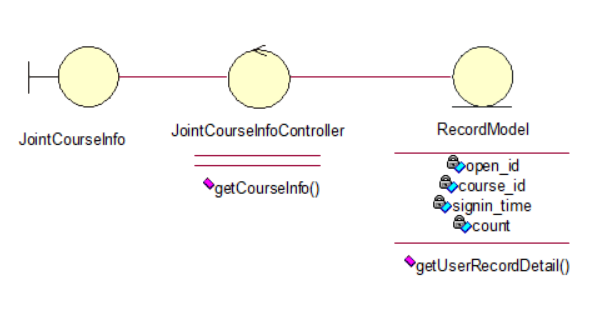 JointCourseInfo
JointCourseInfoController
getCourseInfo()
RecordModel
open_id
course_id
signin_time
count
getUserRecordDetail()